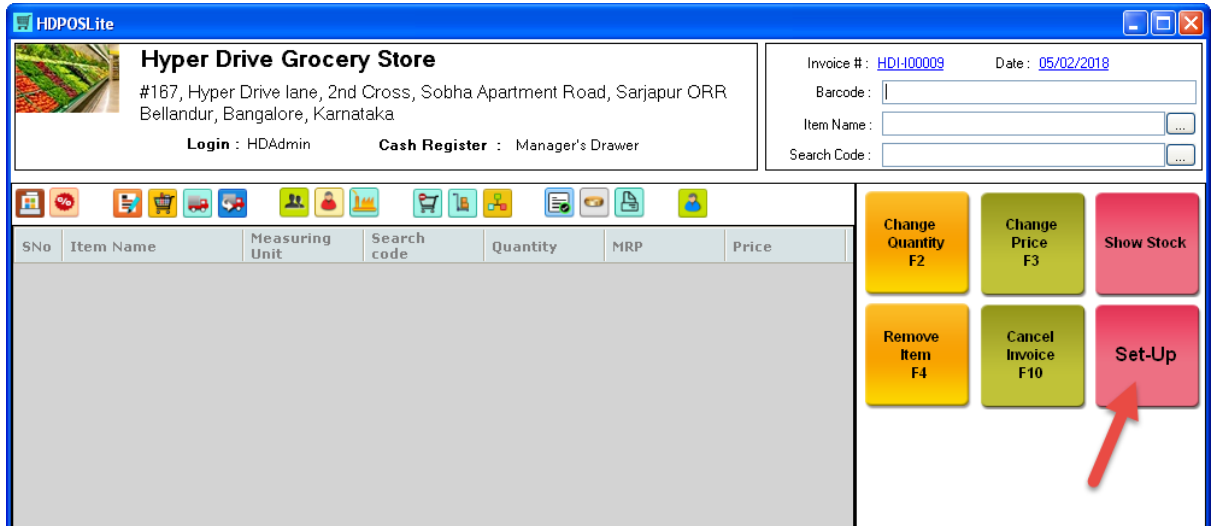 HDPOSLite
Hyper Drive Grocery Store
#167, Hyper Drive lane, 2nd Cross, Sobha Apartment Road, Sarjapur ORR
Bellandur, Bangalore, Karnataka
Login : HDAdmin Cash Register : Manager's Drawer
Invoice # : HDI-I00009 Date : 05/02/2018
Barcode :
Item Name :
...
Search Code :
...
%
SNo Item Name Measuring Unit Search code Quantity MRP Price
Change
Quantity
F2
Change
Price
F3
Show Stock
Remove
Item
F4
Cancel
Invoice
F10
Set-Up